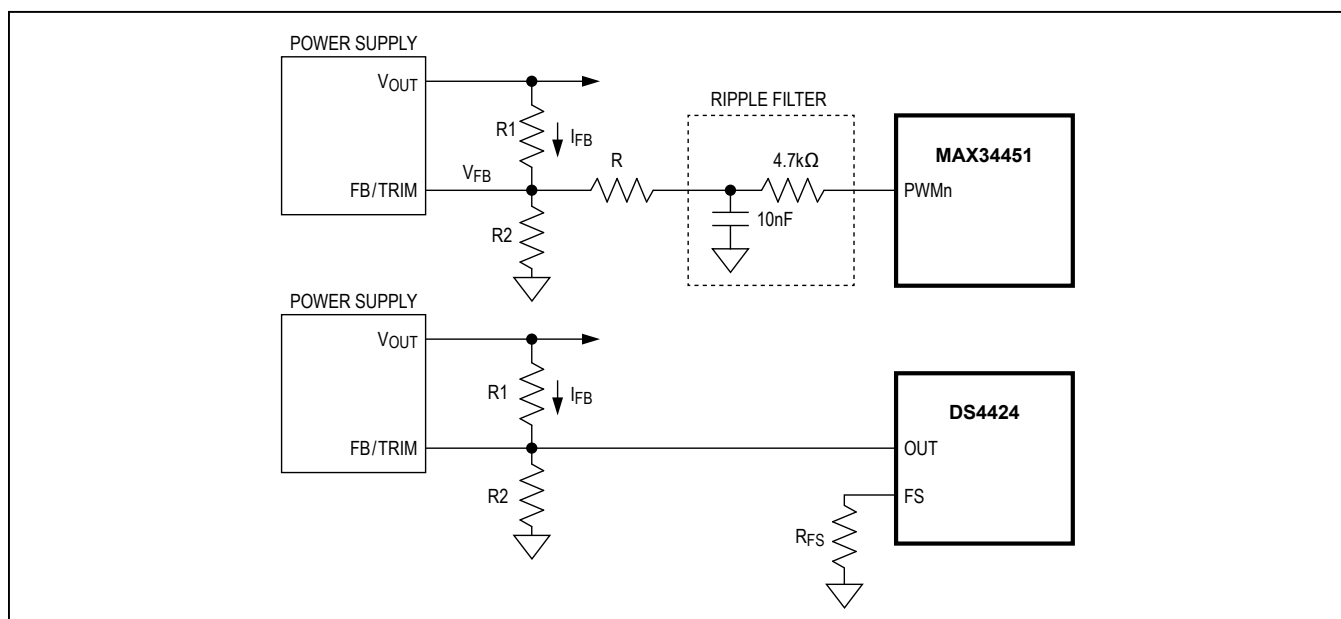 POWER SUPPLY
VOUT
R1
IFB
VFB
FB/TRIM
R2
R
RIPPLE FILTER
4.7kΩ
10nF
MAX34451
PWMn
POWER SUPPLY
VOUT
R1
IFB
FB/TRIM
R2
DS4424
OUT
FS
RFS